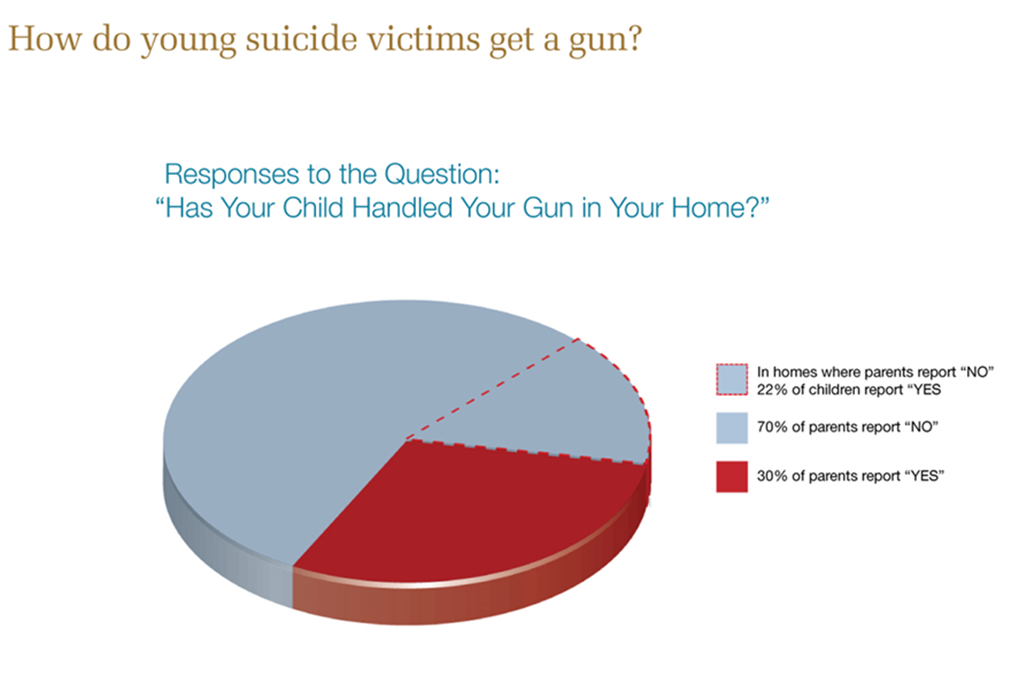 How do young suicide victims get a gun?
Responses to the Question:
“Has Your Child Handled Your Gun in Your Home?”
In homes where parents report “NO”
22% of children report “YES
70% of parents report “NO”
30% of parents report “YES”